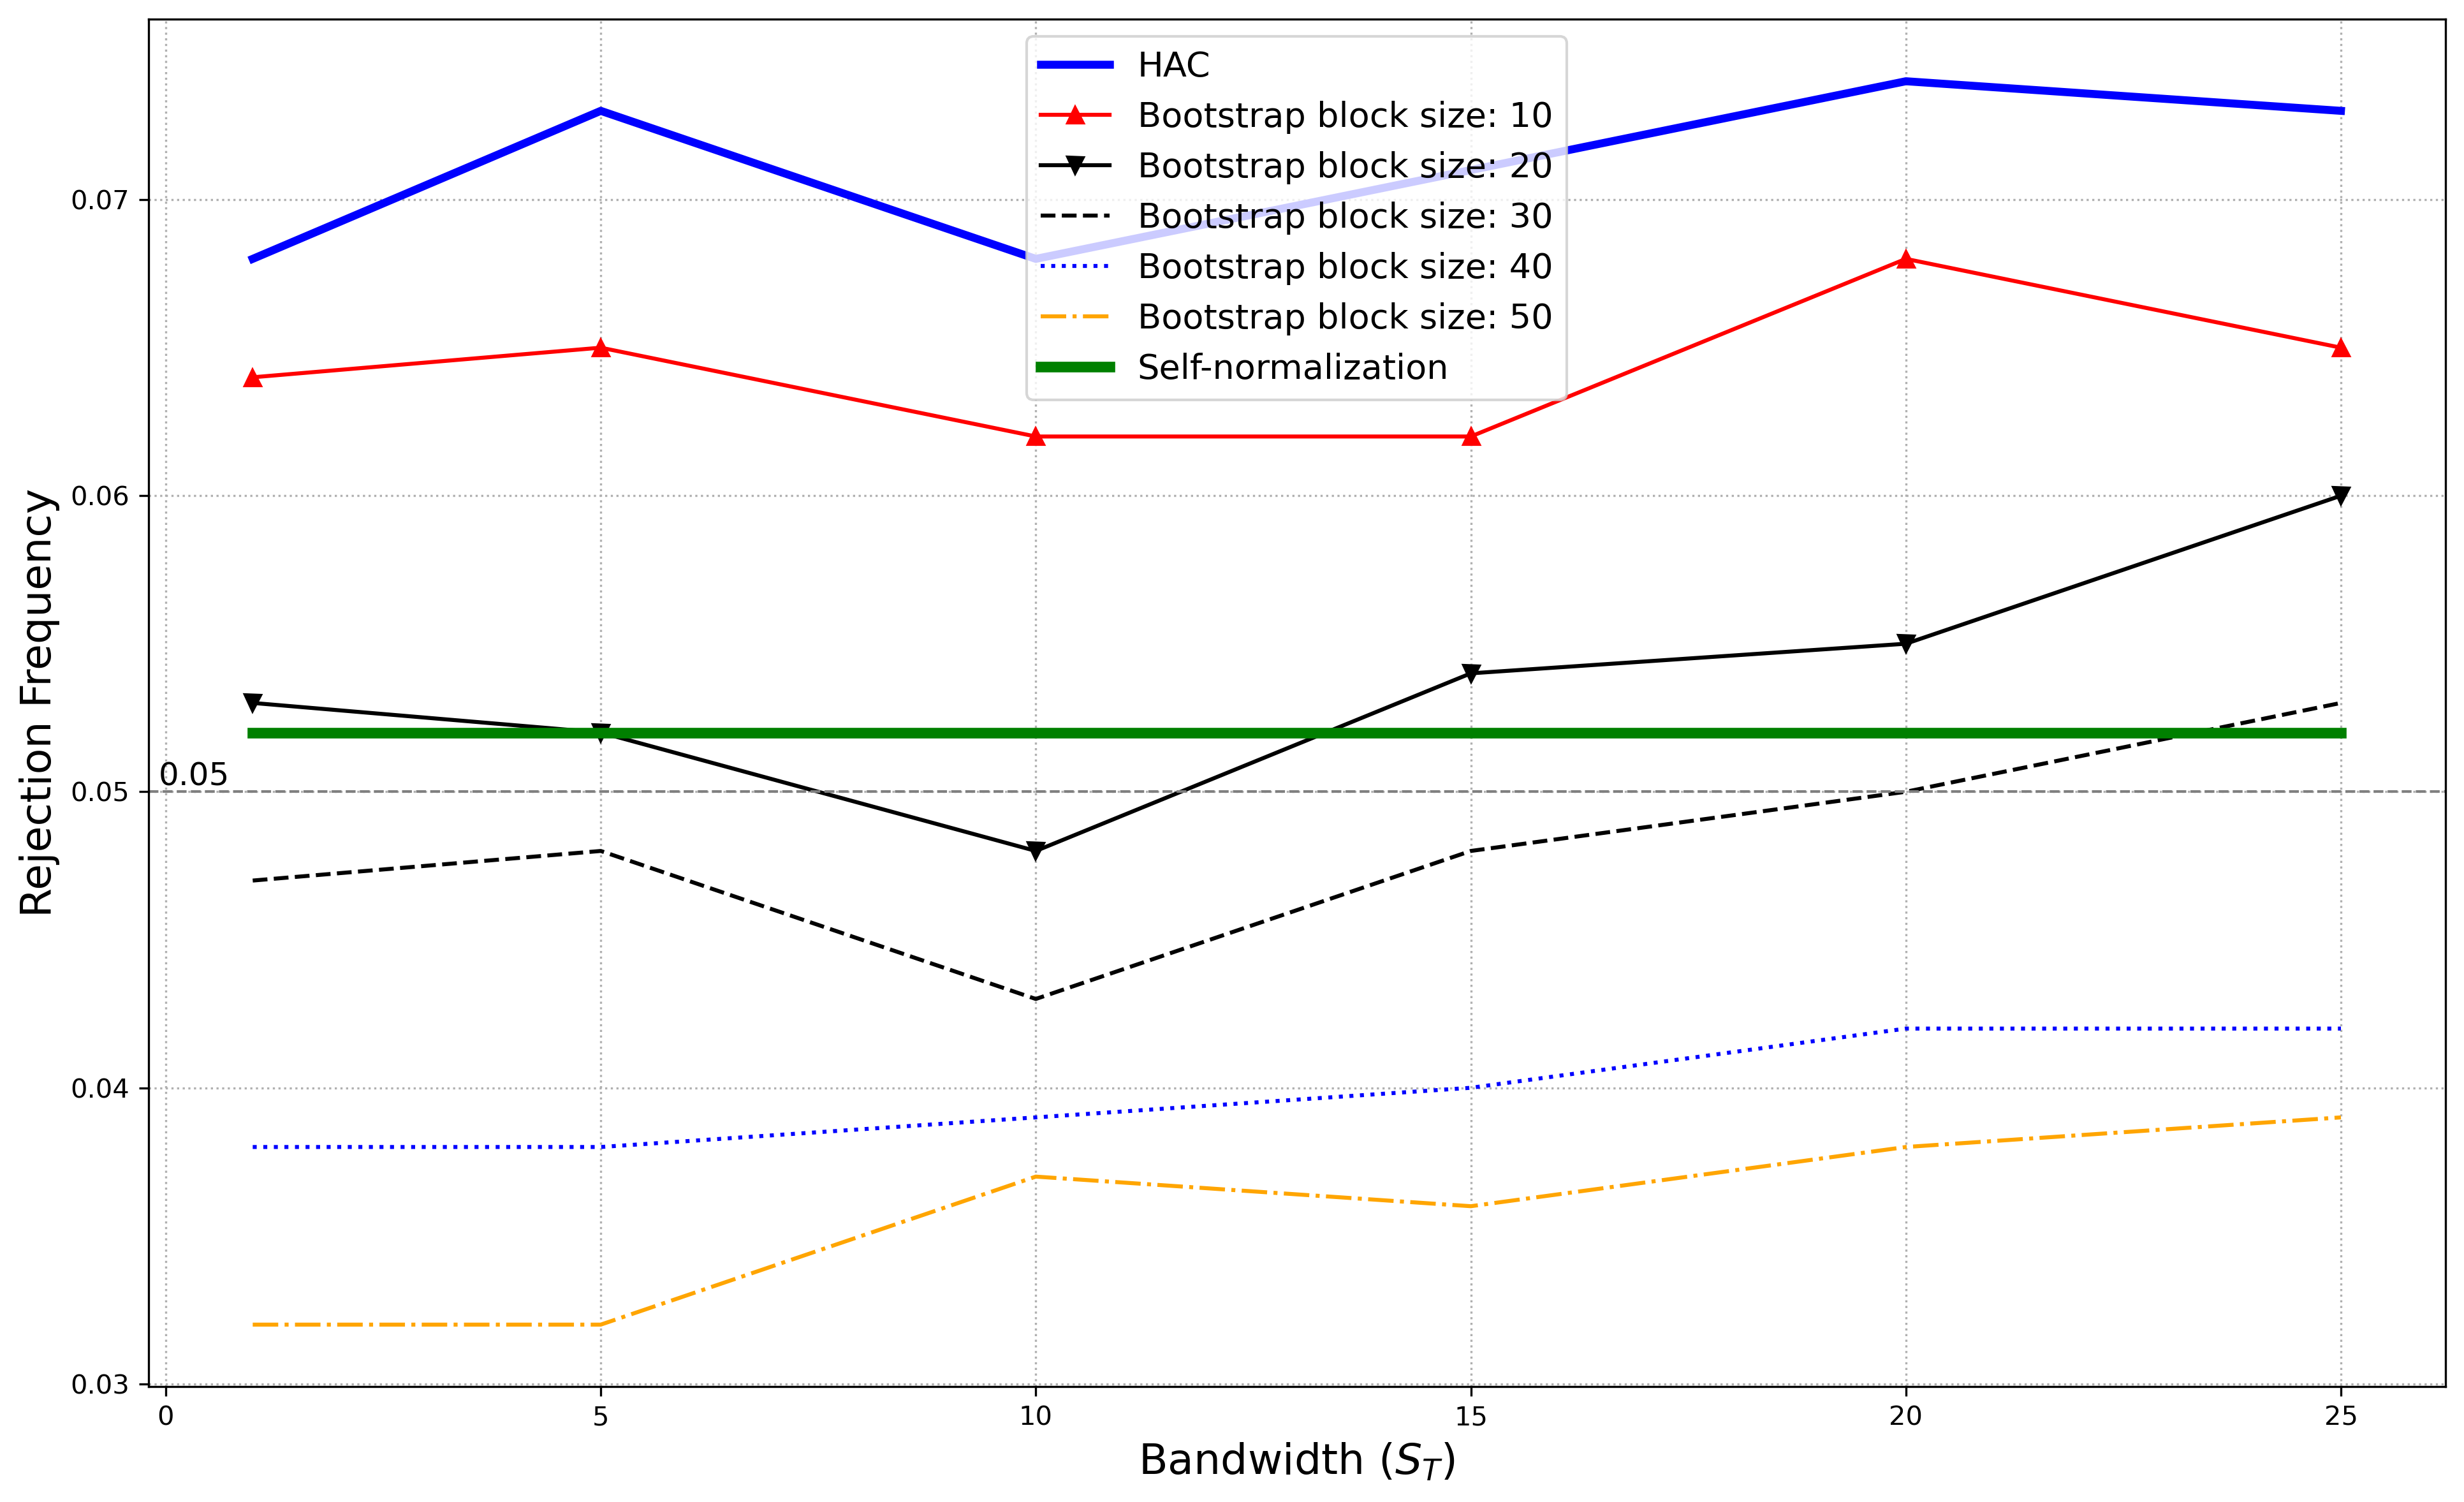 HAC
Bootstrap block size: 10
Bootstrap block size: 20
Bootstrap block size: 30
Bootstrap block size: 40
Bootstrap block size: 50
Self-normalization
Rejection Frequency
0.07
0.06
0.05
0.05
0.04
0.03
0 5 10 15 20 25
Bandwidth (S_T)